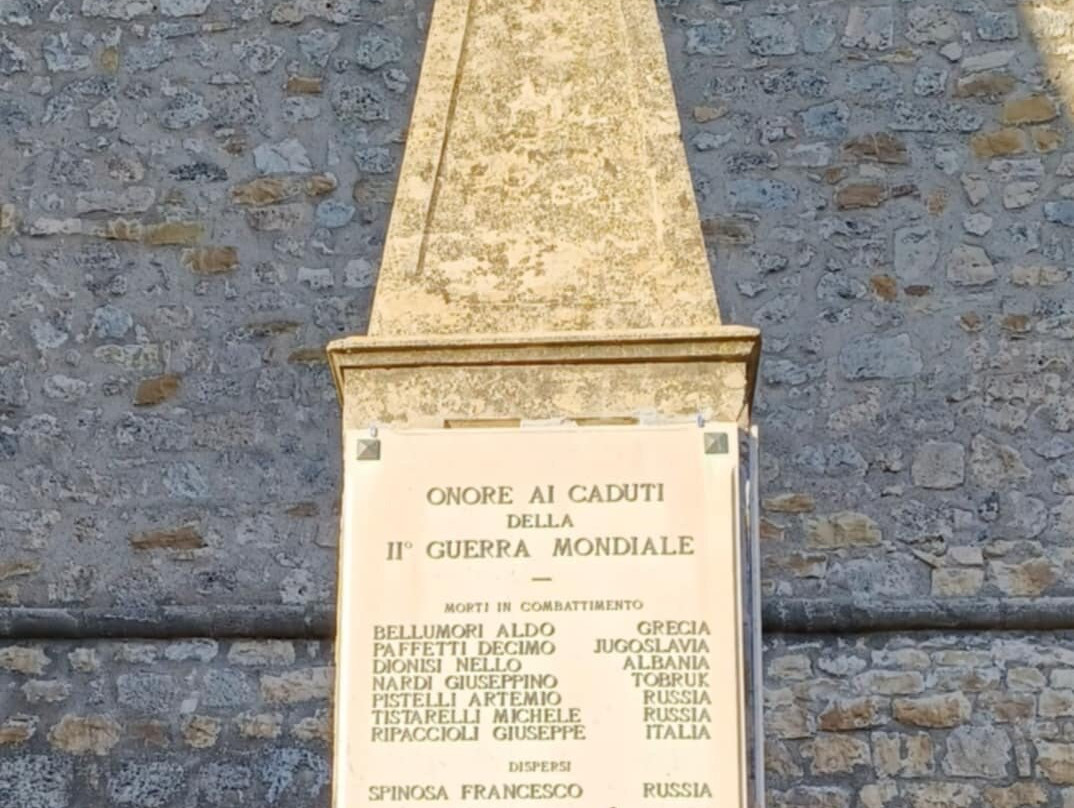 ONORE AI CADUTI
DELLA
II° GUERRA MONDIALE
MORTI IN COMBATTIMENTO
BELLUMORI ALDO GRECIA
PAFFETTI DECIMO JUGOSLAVIA
DIONISI NELLO ALBANIA
NARDI GIUSEPPINO TOBRUK
PISTELLI ARTEMIO RUSSIA
TISTARELLI MICHELE RUSSIA
RIPACCIOLI GIUSEPPE ITALIA
DISPERSI
SPINOSA FRANCESCO RUSSIA